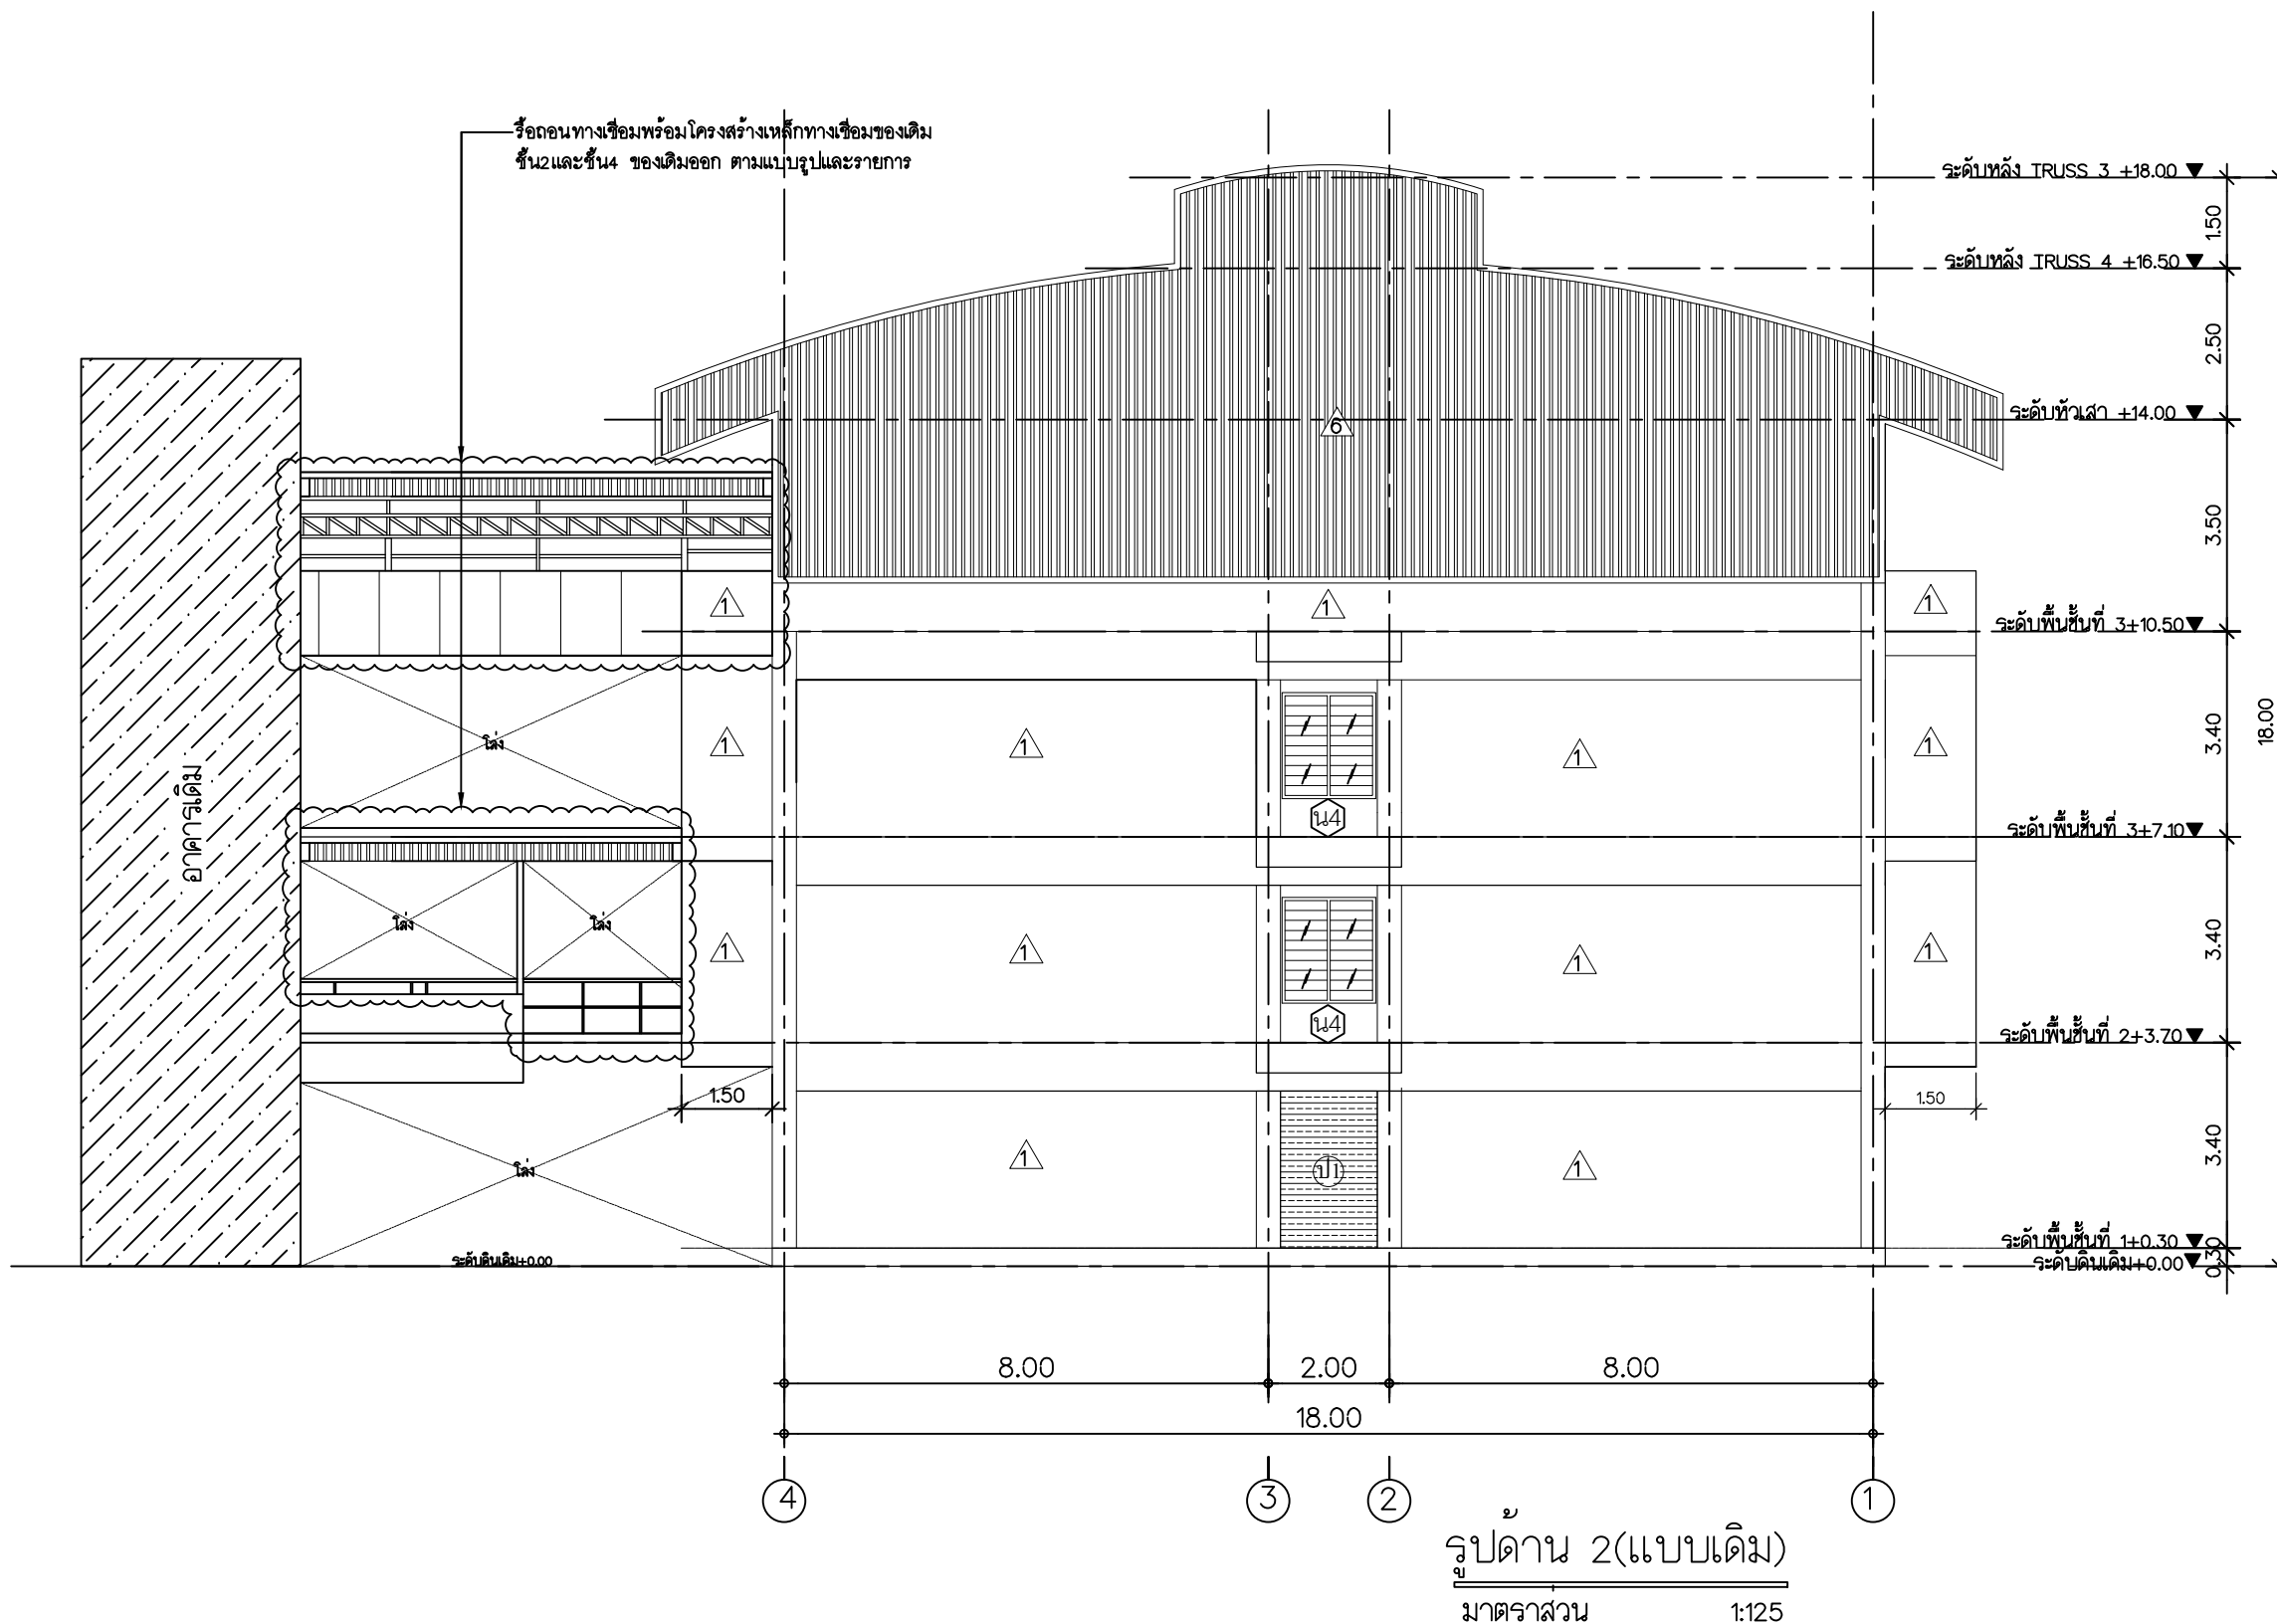 รื้อถอนทางเชื่อมพร้อมโครงสร้างเหล็กทางเชื่อมของเดิม
ชั้น2และชั้น4 ของเดิมออก ตามแบบรูปและรายการ
ระดับหลัง TRUSS 3 +18.00
1.50
ระดับหลัง TRUSS 4 +16.50
2.50
ระดับหัวเสา +14.00
6
3.50
1
1
1
ระดับพื้นชั้นที่ 3+10.50
18.00
3.40
โล่ง
1
1
1
1
น4
อาคารเดิม
ระดับพื้นชั้นที่ 3+7.10
3.40
โล่ง
โล่ง
1
1
1
1
น4
ระดับพื้นชั้นที่ 2+3.70
1.50
1.50
3.40
โล่ง
1
ป1
1
ระดับพื้นชั้นที่ 1+0.30
ระดับดินเดิม+0.00
ระดับดินเดิม+0.00
0.30
8.00
2.00
8.00
18.00
4
3
2
1
รูปด้าน 2(แบบเดิม)
มาตราส่วน 1:125